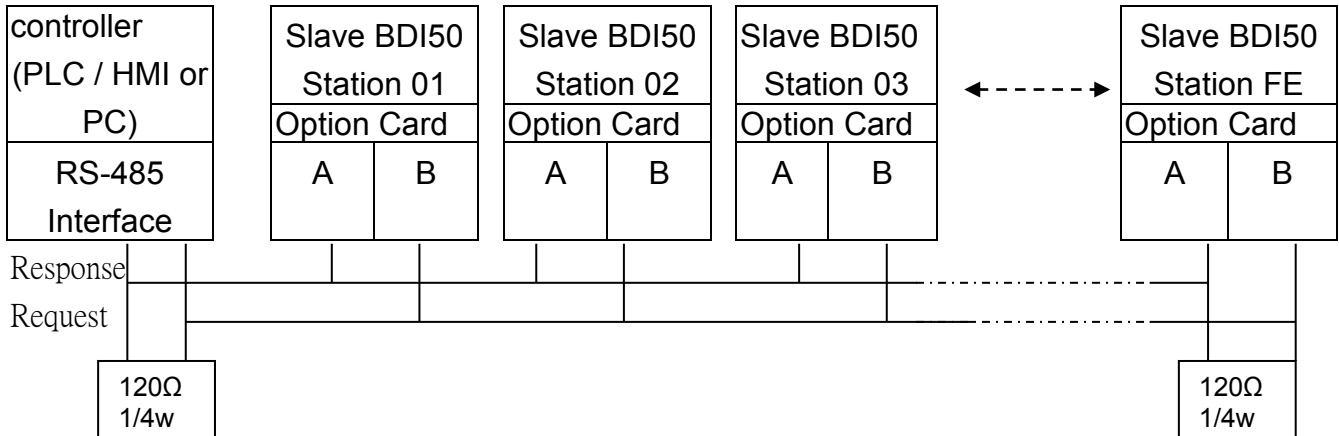 controller
(PLC / HMI or
PC)
RS-485
Interface
Slave BDI50
Station 01
Option Card
A B
Slave BDI50
Station 02
Option Card
A B
Slave BDI50
Station 03
Option Card
A B
Slave BDI50
Station FE
Option Card
A B
Response
Request
120Ω
1/4w
120Ω
1/4w